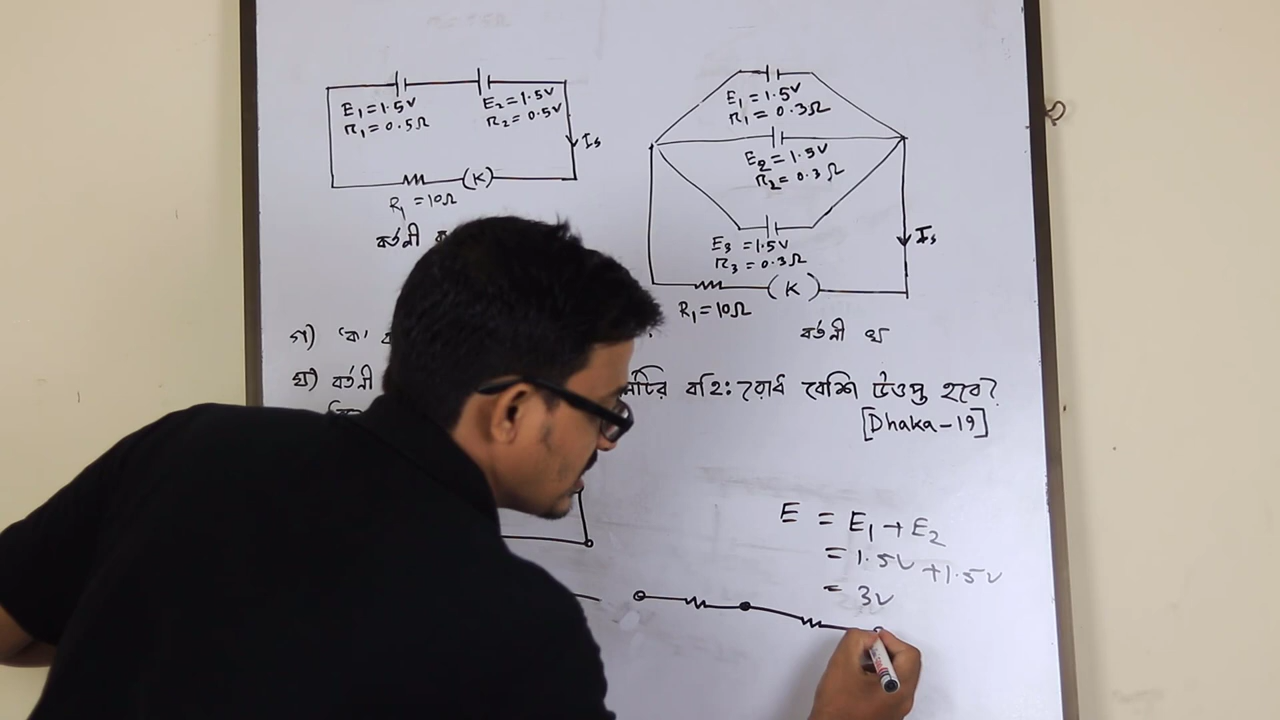 E₁ = 1.5V
R₁ = 0.5Ω
E₂ = 1.5V
R₂ = 0.5V
Is
R₁ = 10Ω
(K)
বর্তনী ক
E₁ = 1.5V
R₁ = 0.3Ω
E₂ = 1.5V
R₂ = 0.3Ω
E₃ = 1.5V
R₃ = 0.3Ω
Is
R₁ = 10Ω
(K)
বর্তনী খ
গ) 'ক'
ঘ) বর্তনী বহিঃ রোধ বেশি উত্তপ্ত হবে?
[Dhaka-19]
E = E₁ + E₂
= 1.5V + 1.5V
= 3V